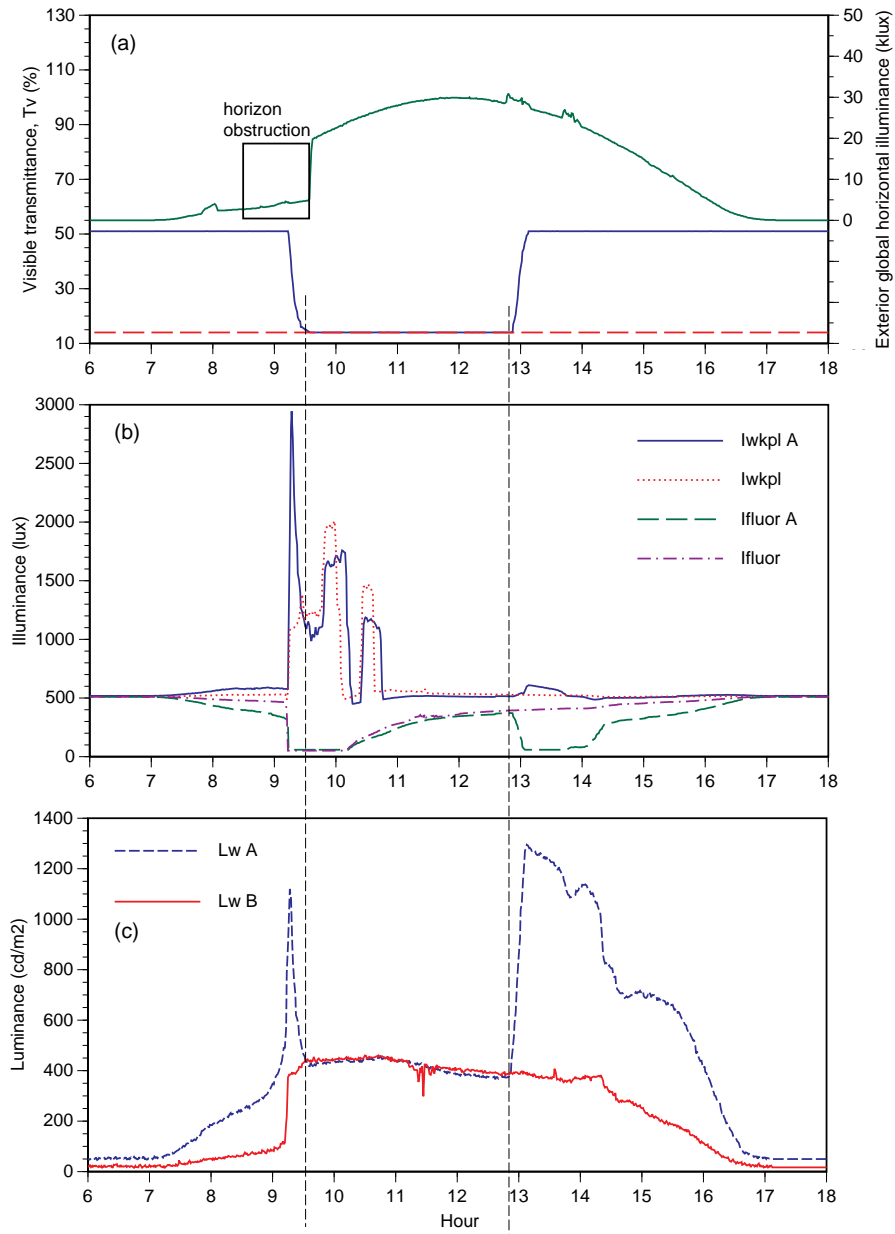 (a)
horizon
obstruction
Visible transmittance, Tv (%)
130
110
90
70
50
30
10
Exterior global horizontal illuminance (klux)
50
40
30
20
10
0
6 7 8 9 10 11 12 13 14 15 16 17 18
(b)
Illuminance (lux)
3000
2500
2000
1500
1000
500
0
Iwkpl A
Iwkpl
Ifluor A
Ifluor
6 7 8 9 10 11 12 13 14 15 16 17 18
Luminance (cd/m2)
1400
1200
1000
800
600
400
200
0
Lw A
Lw B
(c)
6 7 8 9 10 11 12 13 14 15 16 17 18
Hour